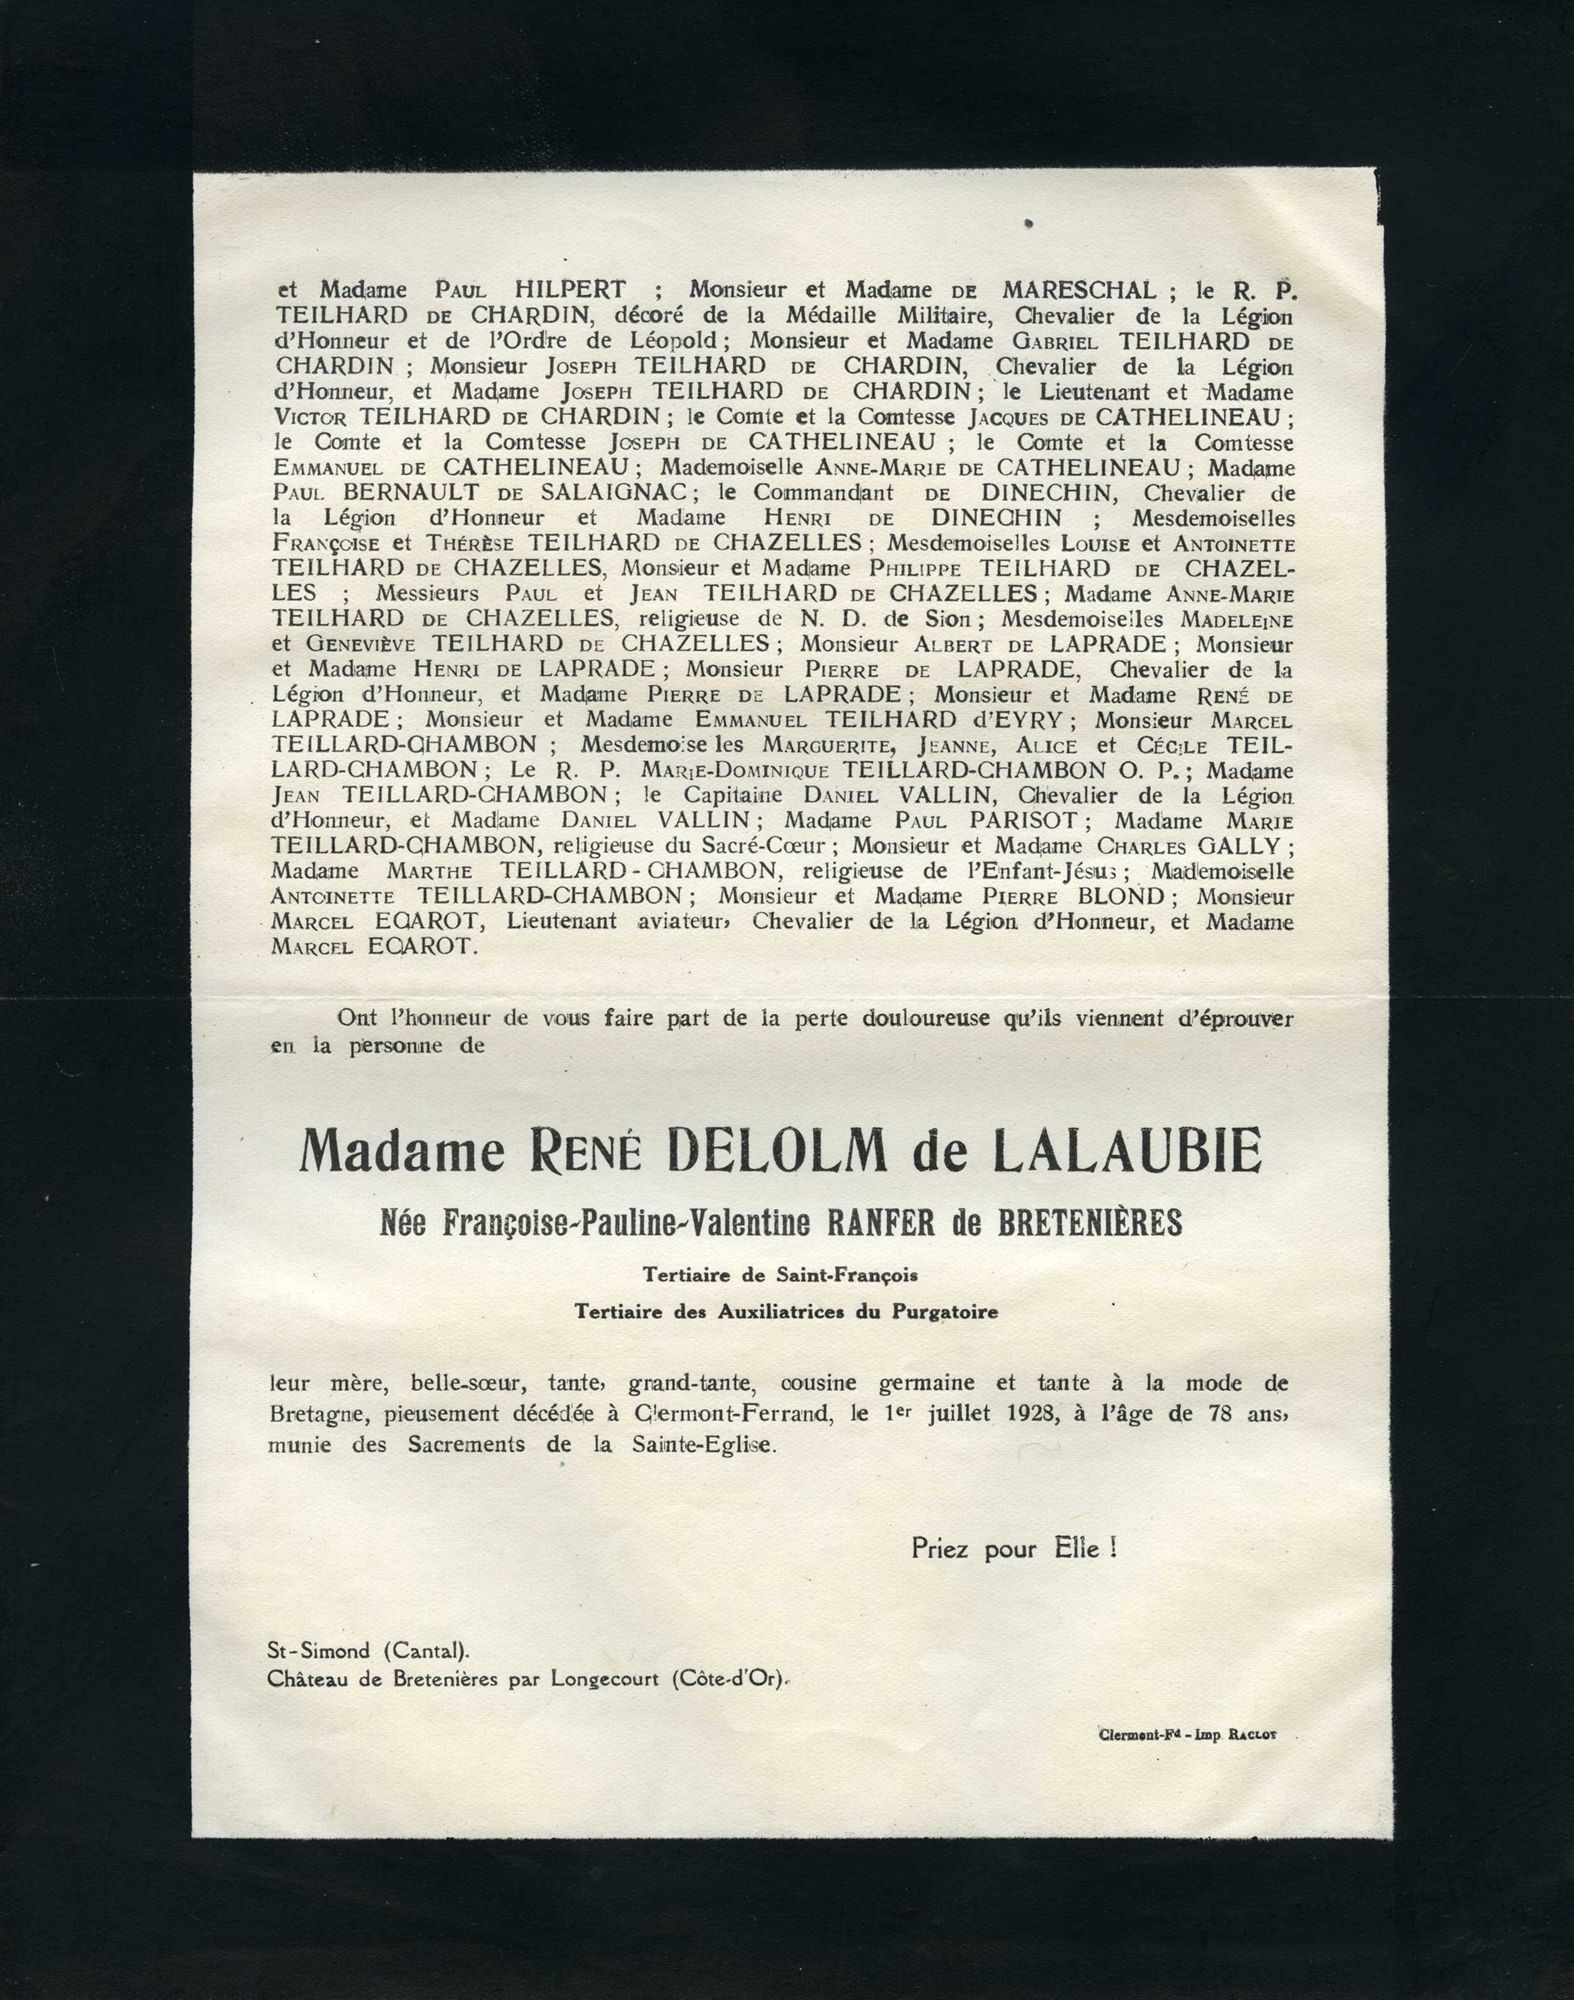 et Madame PAUL HILPERT ; Monsieur et Madame DE MARESCHAL ; le R. P.
TEILHARD DE CHARDIN, décoré de la Médaille Militaire, Chevalier de la Légion
d'Honneur et de l'Ordre de Léopold ; Monsieur et Madame GABRIEL TEILHARD DE
CHARDIN ; Monsieur JOSEPH TEILHARD DE CHARDIN, Chevalier de la Légion
d'Honneur, et Madame JOSEPH TEILHARD DE CHARDIN ; le Lieutenant et Madame
VICTOR TEILHARD DE CHARDIN ; le Comte et la Comtesse JACQUES DE CATHELINEAU ;
le Comte et la Comtesse JOSEPH DE CATHELINEAU ; le Comte et la Comtesse
EMMANUEL DE CATHELINEAU ; Mademoiselle ANNE-MARIE DE CATHELINEAU ; Madame
PAUL BERNAULT DE SALAIGNAC ; le Commandant DE DINECHIN, Chevalier de
la Légion d'Honneur et Madame HENRI DE DINECHIN ; Mesdemoiselles
FRANÇOISE et THÉRÈSE TEILHARD DE CHAZELLES ; Mesdemoiselles LOUISE et ANTOINETTE
TEILHARD DE CHAZELLES, Monsieur et Madame PHILIPPE TEILHARD DE CHAZEL-
LES ; Messieurs PAUL et JEAN TEILHARD DE CHAZELLES ; Madame ANNE-MARIE
TEILHARD DE CHAZELLES, religieuse de N. D. de Sion ; Mesdemoiselles MADELEINE
et GENEVIÈVE TEILHARD DE CHAZELLES ; Monsieur ALBERT DE LAPRADE ; Monsieur
et Madame HENRI DE LAPRADE ; Monsieur PIERRE DE LAPRADE, Chevalier de la
Légion d'Honneur, et Madame PIERRE DE LAPRADE ; Monsieur et Madame RENÉ DE
LAPRADE ; Monsieur et Madame EMMANUEL TEILHARD d'EYRY ; Monsieur MARCEL
TEILLARD-CHAMBON ; Mesdemoiselles MARGUERITE, JEANNE, ALICE et CÉCILE TEIL-
LARD-CHAMBON ; Le R. P. MARIE-DOMINIQUE TEILLARD-CHAMBON O. P. ; Madame
JEAN TEILLARD-CHAMBON ; le Capitaine DANIEL VALLIN, Chevalier de la Légion
d'Honneur, et Madame DANIEL VALLIN ; Madame PAUL PARISOT ; Madame MARIE
TEILLARD-CHAMBON, religieuse du Sacré-Cœur ; Monsieur et Madame CHARLES GALLY ;
Madame MARTHE TEILLARD-CHAMBON, religieuse de l'Enfant-Jésus ; Mademoiselle
ANTOINETTE TEILLARD-CHAMBON ; Monsieur et Madame PIERRE BLOND ; Monsieur
MARCEL ECAROT, Lieutenant aviateur, Chevalier de la Légion d'Honneur, et Madame
MARCEL ECAROT.
Ont l'honneur de vous faire part de la perte douloureuse qu'ils viennent d'éprouver
en la personne de
Madame RENÉ DELOLM de LALAUBIE
Née Françoise-Pauline-Valentine RANFER de BRETENIÈRES
Tertiaire de Saint-François
Tertiaire des Auxiliatrices du Purgatoire
leur mère, belle-sœur, tante, grand-tante, cousine germaine et tante à la mode de
Bretagne, pieusement décédée à Clermont-Ferrand, le 1er juillet 1928, à l'âge de 78 ans,
munie des Sacrements de la Sainte-Eglise.
Priez pour Elle !
St-Simond (Cantal).
Château de Bretenières par Longecourt (Côte-d'Or).
Clermont-Fd - Imp. RACLOT